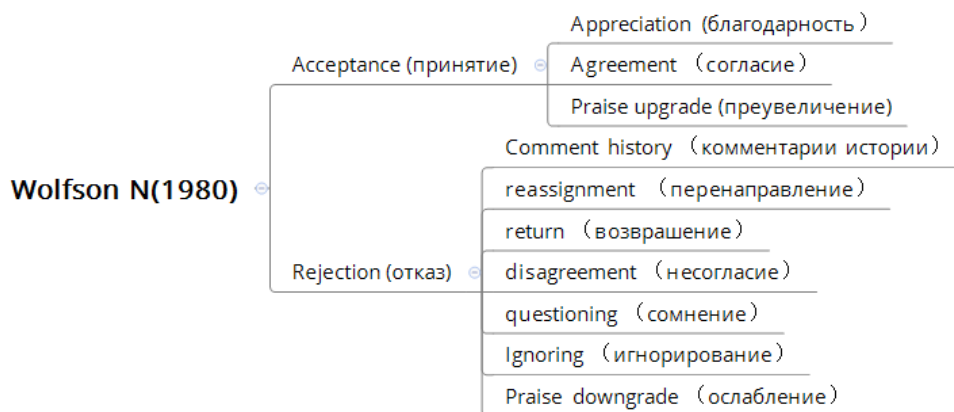 Appreciation (благодарность)
Acceptance (принятие)
Agreement （согласие）
Praise upgrade (преувеличение)
Comment history （комментарии истории）
Wolfson N(1980)
reassignment （перенаправление）
return （возврашение）
Rejection (отказ)
disagreement （несогласие）
questioning （сомнение）
Ignoring （игнорирование）
Praise downgrade （ослабление）